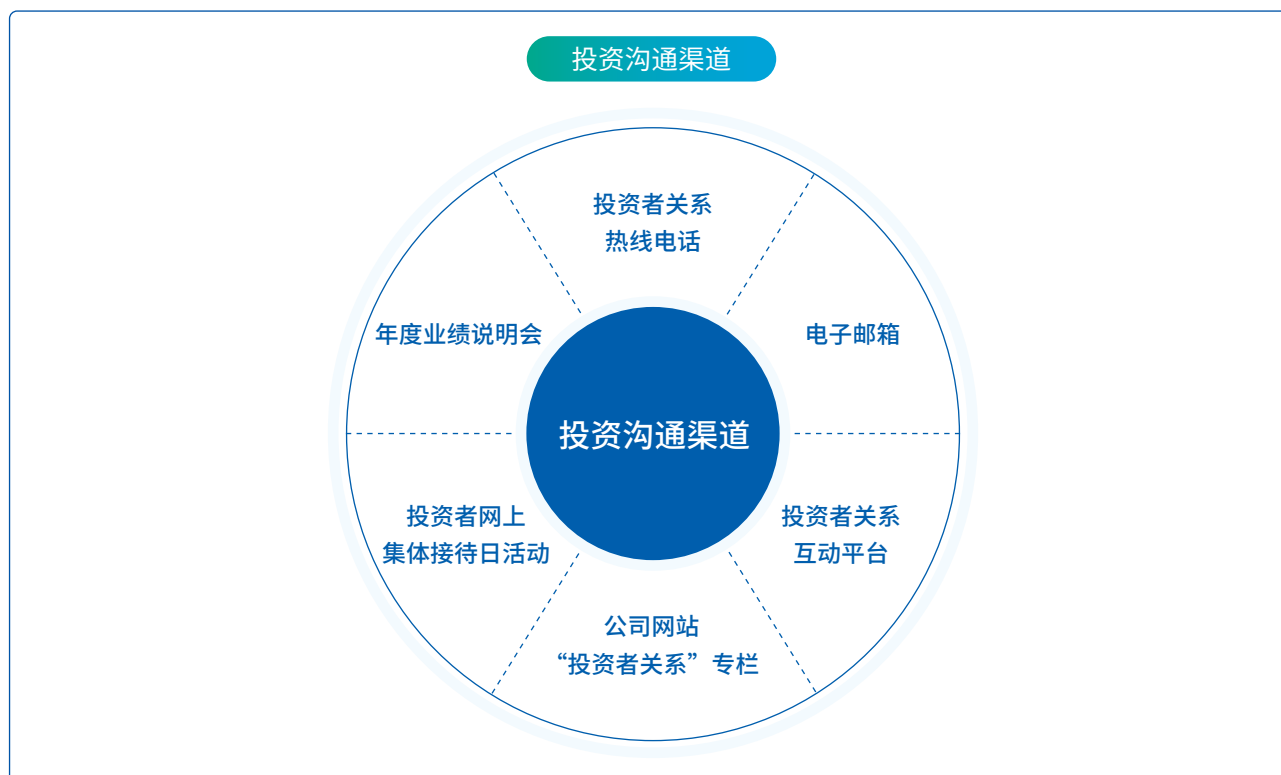 投资沟通渠道
投资者关系
热线电话
年度业绩说明会
电子邮箱
投资沟通渠道
投资者网上
集体接待日活动
投资者关系
互动平台
公司网站
“投资者关系”专栏